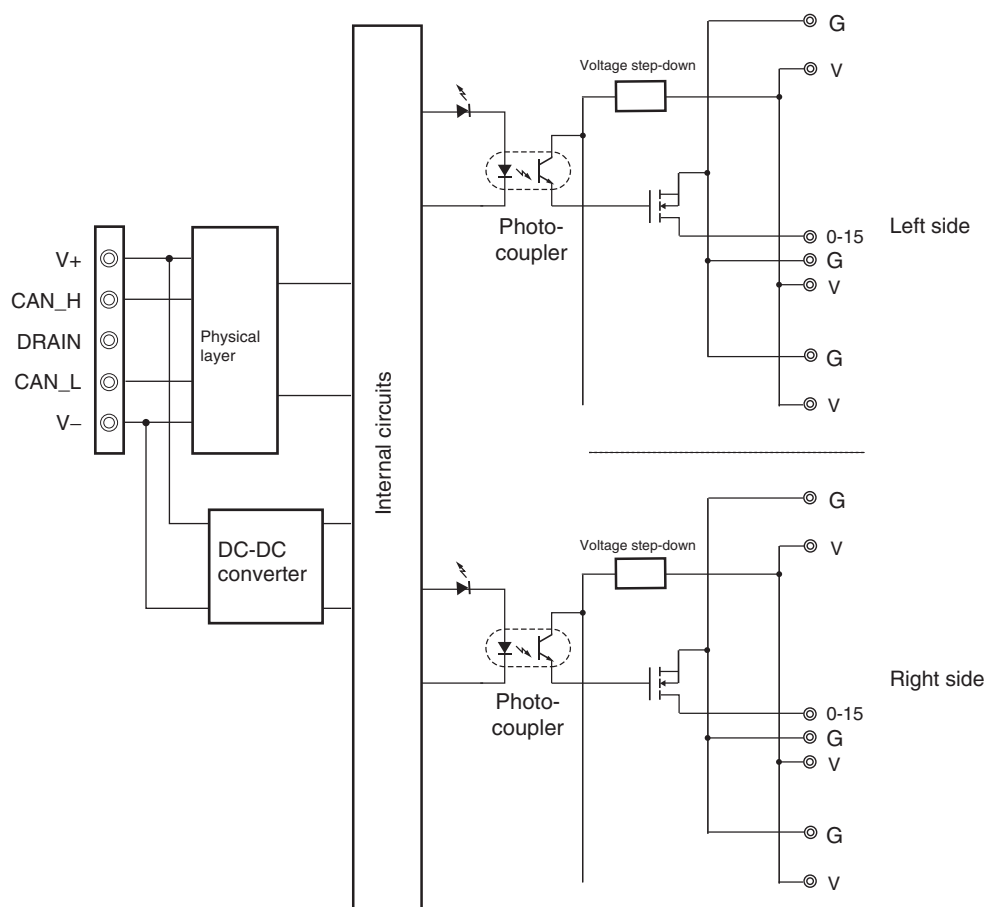 G
Voltage step-down
V
Photo-
coupler
0-15
Left side
G
V
G
V
V+
CAN_H
DRAIN
CAN_L
V−
Physical
layer
Internal circuits
DC-DC
converter
G
Voltage step-down
V
Photo-
coupler
Right side
0-15
G
V
G
V